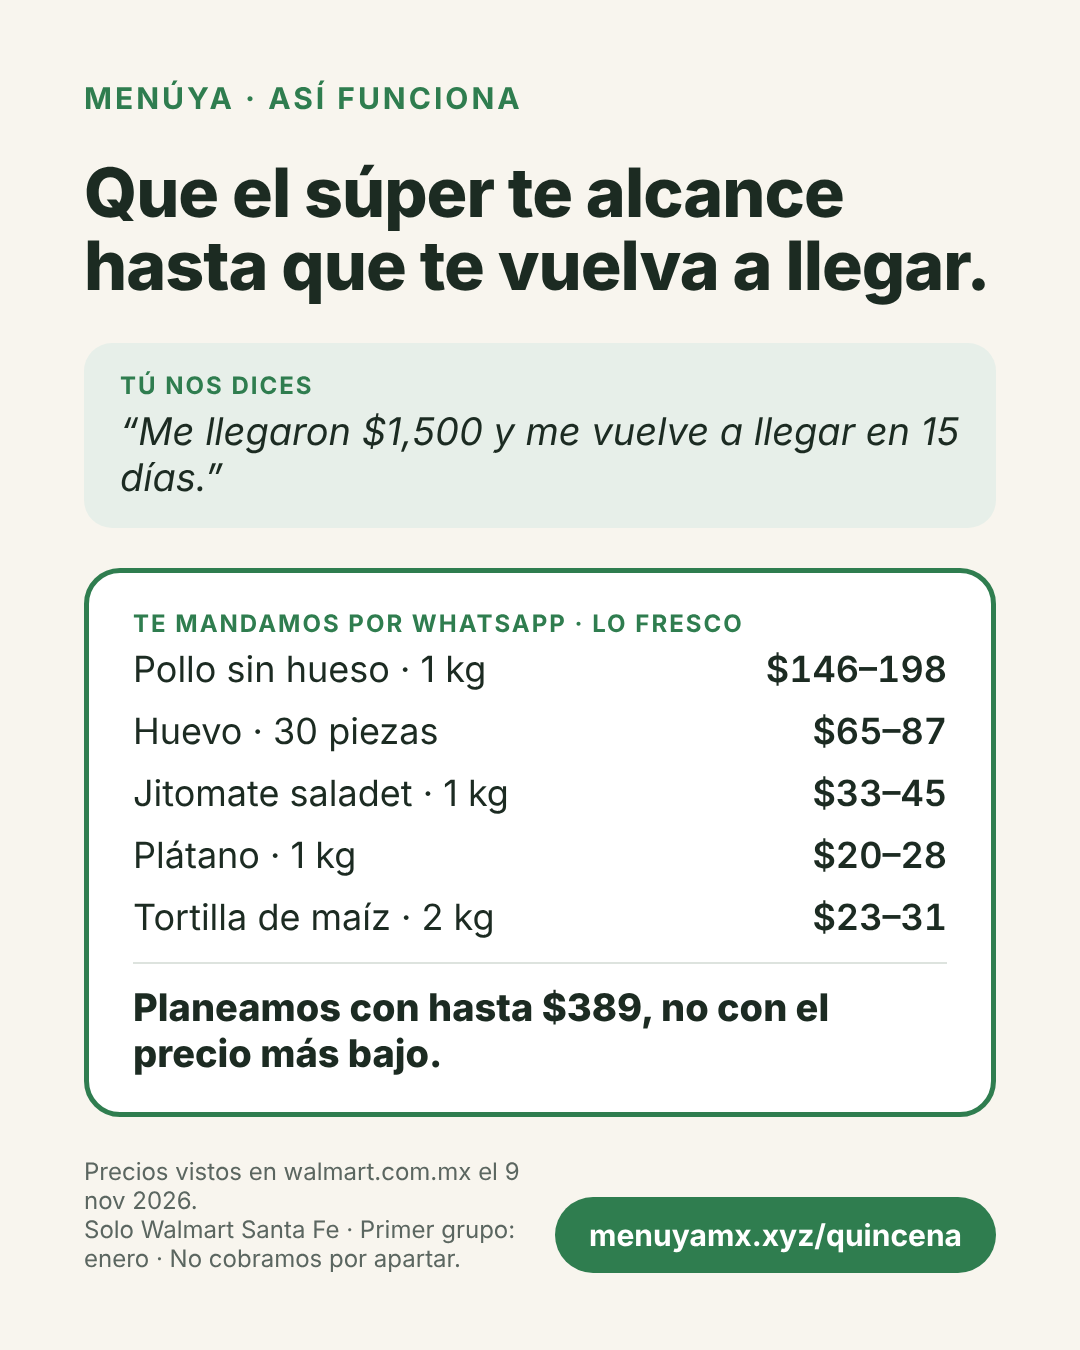 MENÚYA · ASÍ FUNCIONA
Que el súper te alcance
hasta que te vuelva a llegar.
TÚ NOS DICES
“Me llegaron $1,500 y me vuelve a llegar en 15
días.”
TE MANDAMOS POR WHATSAPP · LO FRESCO
Pollo sin hueso · 1 kg $146–198
Huevo · 30 piezas $65–87
Jitomate saladet · 1 kg $33–45
Plátano · 1 kg $20–28
Tortilla de maíz · 2 kg $23–31
Planeamos con hasta $389, no con el
precio más bajo.
Precios vistos en walmart.com.mx el 9
nov 2026.
Solo Walmart Santa Fe · Primer grupo:
enero · No cobramos por apartar.
menuyamx.xyz/quincena